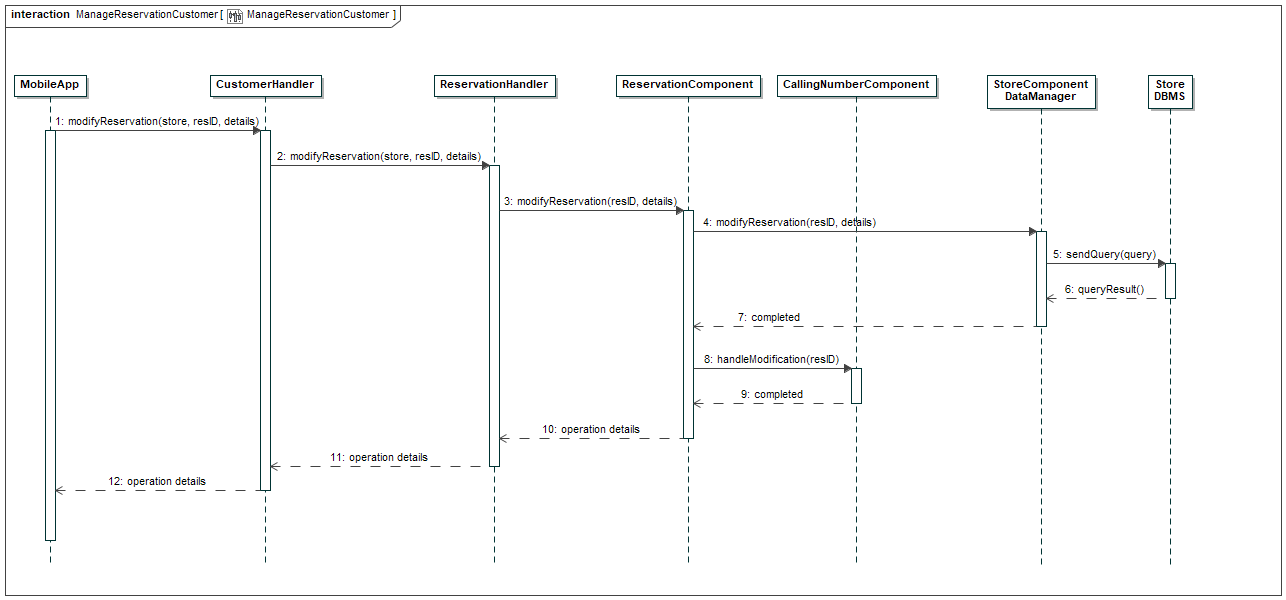 interaction ManageReservationCustomer [ ManageReservationCustomer ]
MobileApp
CustomerHandler
ReservationHandler
ReservationComponent
CallingNumberComponent
StoreComponent
DataManager
Store
DBMS
1: modifyReservation(store, resID, details)
2: modifyReservation(store, resID, details)
3: modifyReservation(resID, details)
4: modifyReservation(resID, details)
5: sendQuery(query)
6: queryResult()
7: completed
8: handleModification(resID)
9: completed
10: operation details
11: operation details
12: operation details